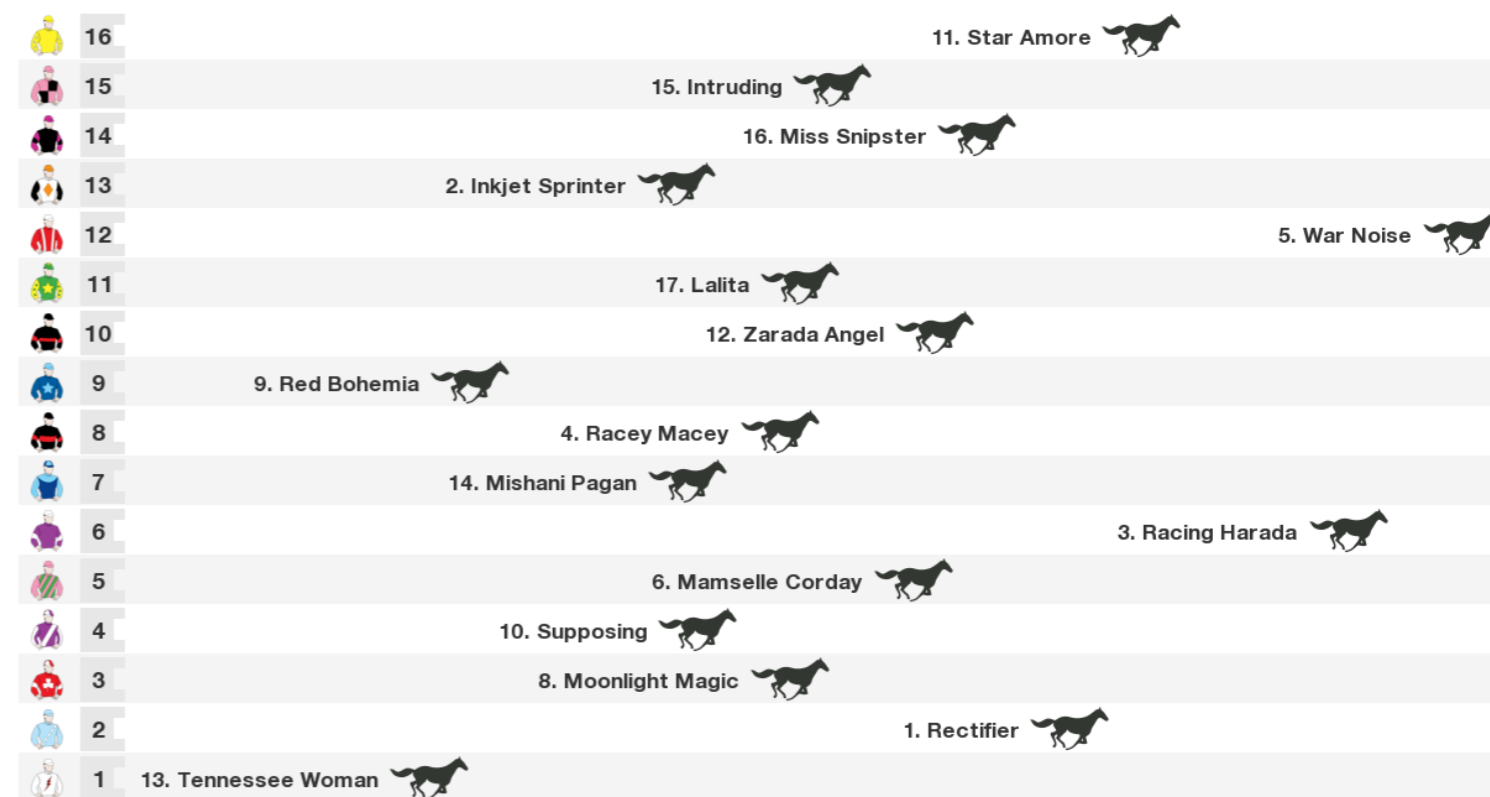 16 11. Star Amore
15 15. Intruding
14 16. Miss Snipster
13 2. Inkjet Sprinter
12 5. War Noise
11 17. Lalita
10 12. Zarada Angel
9 9. Red Bohemia
8 4. Racey Macey
7 14. Mishani Pagan
6 3. Racing Harada
5 6. Mamselle Corday
4 10. Supposing
3 8. Moonlight Magic
2 1. Rectifier
1 13. Tennessee Woman